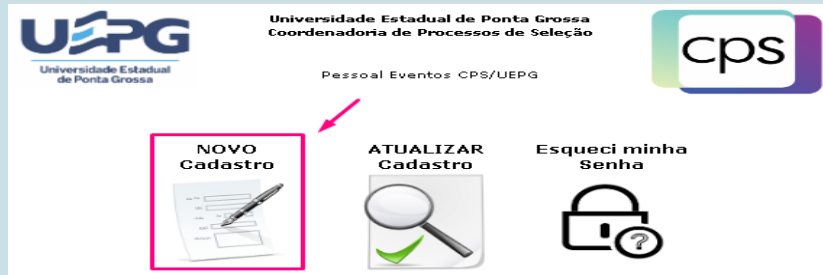 UEPG
Universidade Estadual
de Ponta Grossa
Universidade Estadual de Ponta Grossa
Coordenadoria de Processos de Seleção
Pessoal Eventos CPS/UEPG
cps
NOVO
Cadastro
ATUALIZAR
Cadastro
Esqueci minha
Senha
?